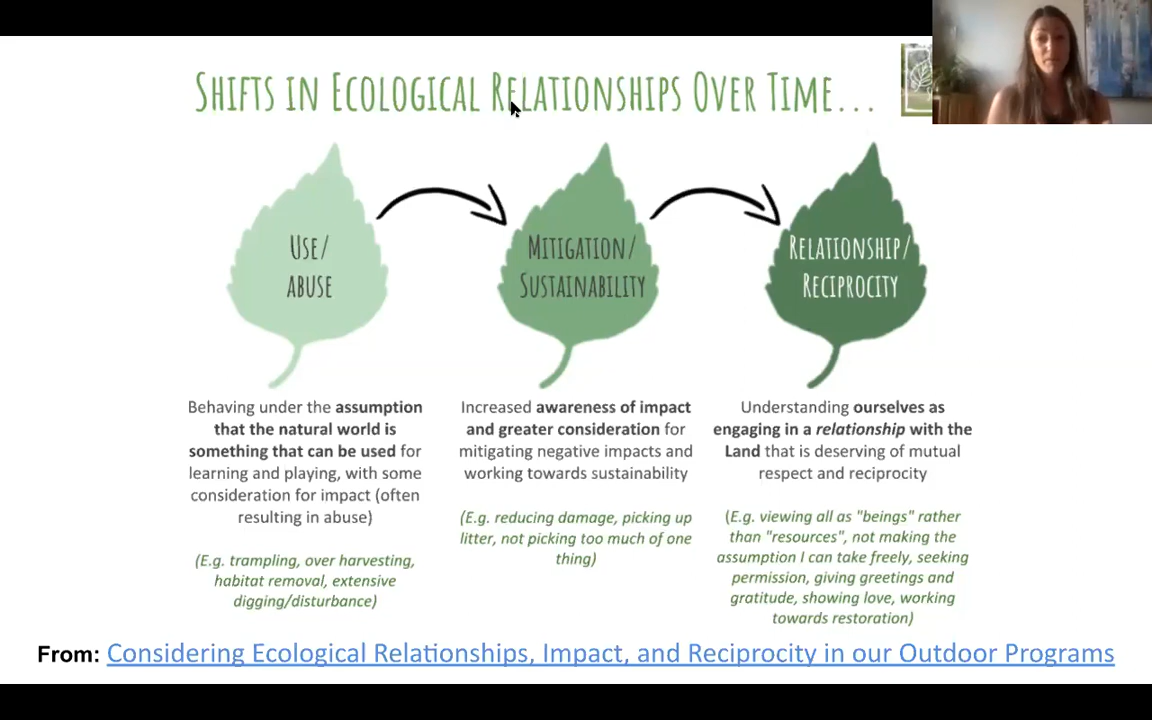 SHIFTS IN ECOLOGICAL RELATIONSHIPS OVER TIME...
USE/
ABUSE
MITIGATION/
SUSTAINABILITY
RELATIONSHIP/
RECIPROCITY
Behaving under the assumption
that the natural world is
something that can be used for
learning and playing, with some
consideration for impact (often
resulting in abuse)
(E.g. trampling, over harvesting,
habitat removal, extensive
digging/disturbance)
Increased awareness of impact
and greater consideration for
mitigating negative impacts and
working towards sustainability
(E.g. reducing damage, picking up
litter, not picking too much of one
thing)
Understanding ourselves as
engaging in a relationship with the
Land that is deserving of mutual
respect and reciprocity
(E.g. viewing all as "beings" rather
than "resources", not making the
assumption I can take freely, seeking
permission, giving greetings and
gratitude, showing love, working
towards restoration)
From: Considering Ecological Relationships, Impact, and Reciprocity in our Outdoor Programs